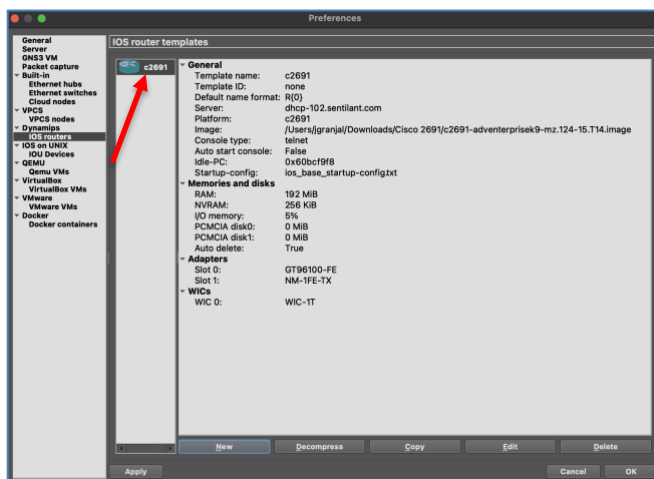 Preferences
General
Server
GNS3 VM
Packet capture
Built-in
Ethernet hubs
Ethernet switches
Cloud nodes
VPCS
VPCS nodes
Dynamips
IOS routers
IOS on UNIX
IOU Devices
QEMU
Qemu VMs
VirtualBox
VirtualBox VMs
VMware
VMware VMs
Docker
Docker containers
IOS router templates
c2691
General
Template name: c2691
Template ID: none
Default name format: R{0}
Server: dhcp-102.sentilant.com
Platform: c2691
Image: /Users/jgranjal/Downloads/Cisco 2691/c2691-adventerprisek9-mz.124-15.T14.image
Console type: telnet
Auto start console: False
Idle-PC: 0x60bcf9f8
Startup-config: ios_base_startup-config.txt
Memories and disks
RAM: 192 MiB
NVRAM: 256 KiB
I/O memory: 5%
PCMCIA disk0: 0 MiB
PCMCIA disk1: 0 MiB
Auto delete: True
Adapters
Slot 0: GT96100-FE
Slot 1: NM-1FE-TX
WICs
WIC 0: WIC-1T
New Decompress Copy Edit Delete
Apply Cancel OK